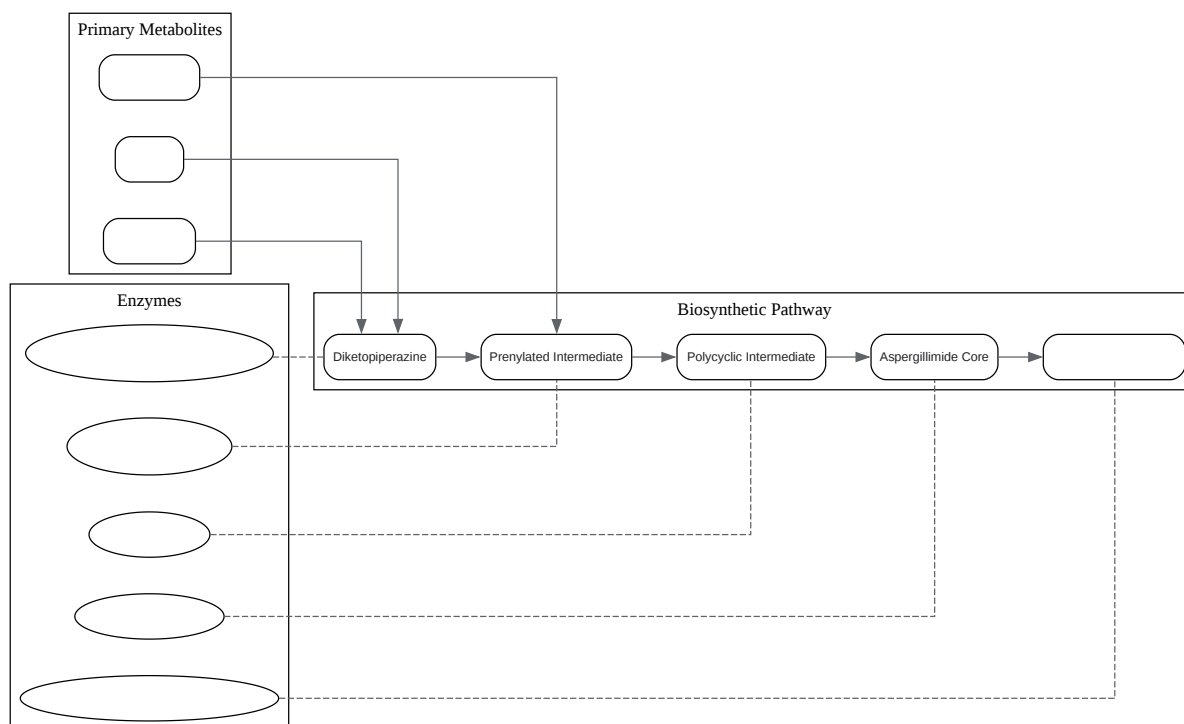 Primary Metabolites
Enzymes
Biosynthetic Pathway
Diketopiperazine
Prenylated Intermediate
Polycyclic Intermediate
Aspergillimide Core